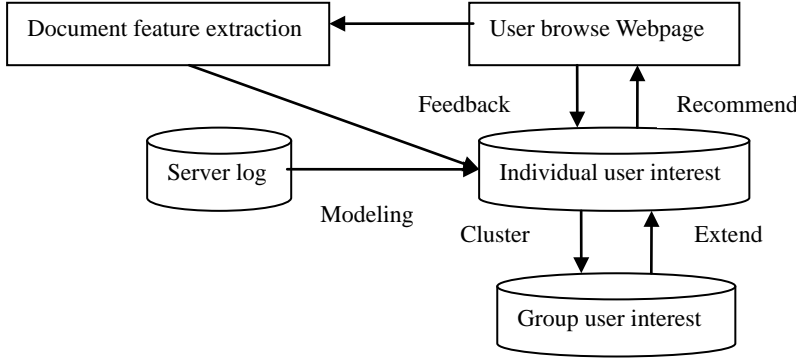 Document feature extraction
User browse Webpage
Feedback
Recommend
Server log
Individual user interest
Modeling
Cluster
Extend
Group user interest